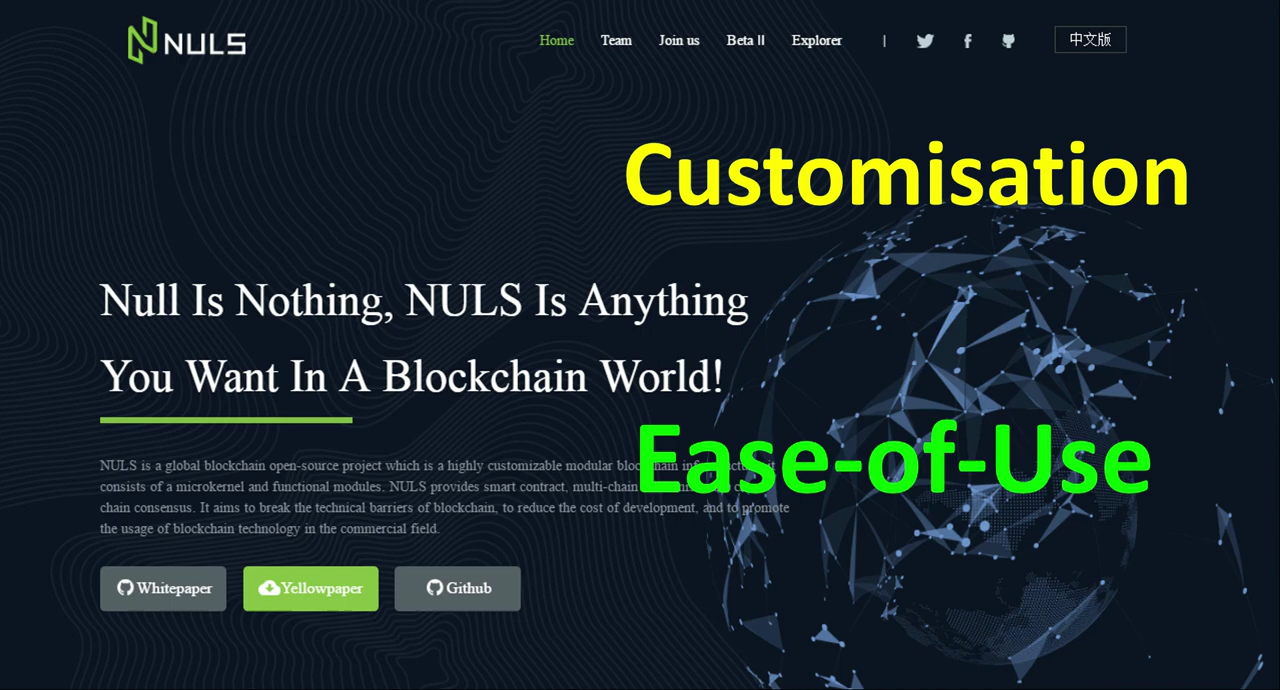 NULS
Home Team Join us Beta II Explorer | 中文版
Customisation
Null Is Nothing, NULS Is Anything
You Want In A Blockchain World!
Ease-of-Use
NULS is a global blockchain open-source project which is a highly customizable modular it
consists of a microkernel and functional modules. NULS provides smart contract, multi-chain
chain consensus. It aims to break the technical barriers of blockchain, to reduce the cost of development, and to promote
the usage of blockchain technology in the commercial field.
Whitepaper Yellowpaper Github